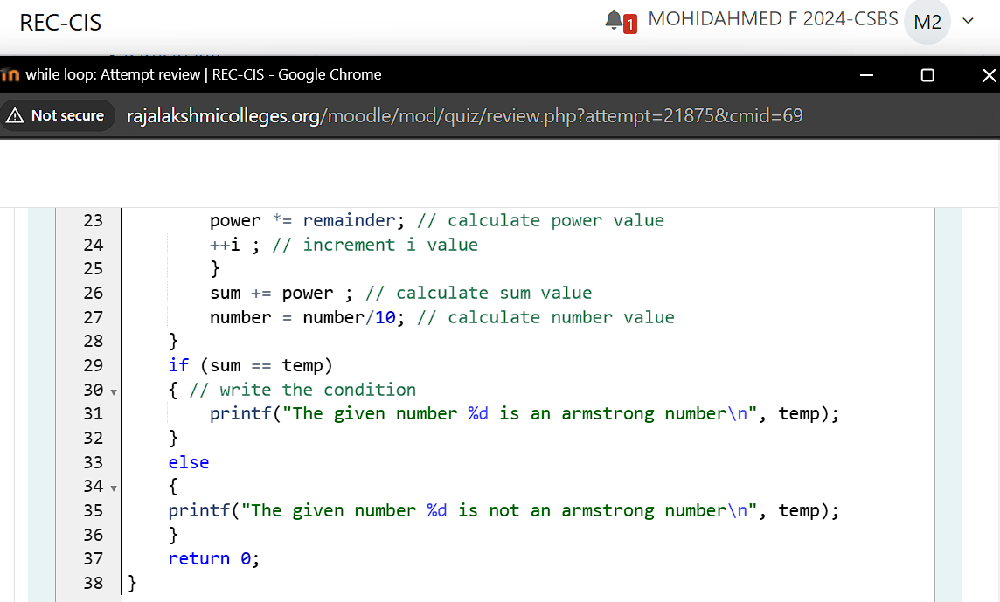 REC-CIS
1 MOHIDAHMED F 2024-CSBS M2
while loop: Attempt review | REC-CIS - Google Chrome
Not secure rajalakshmicolleges.org/moodle/mod/quiz/review.php?attempt=21875&cmid=69
23 power *= remainder; // calculate power value
24 ++i ; // increment i value
25 }
26 sum += power ; // calculate sum value
27 number = number/10; // calculate number value
28 }
29 if (sum == temp)
30 { // write the condition
31 printf("The given number %d is an armstrong number\n", temp);
32 }
33 else
34 {
35 printf("The given number %d is not an armstrong number\n", temp);
36 }
37 return 0;
38 }